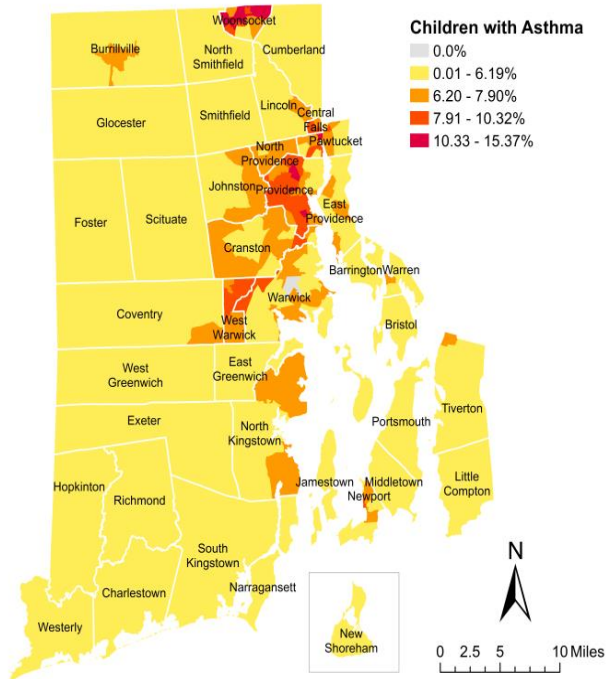 Woonsocket
Burrillville
North
Smithfield
Cumberland
Children with Asthma
0.0%
0.01 - 6.19%
6.20 - 7.90%
7.91 - 10.32%
10.33 - 15.37%
Glocester
Smithfield
Lincoln
Central
Falls
Pawtucket
North
Providence
Johnston
Providence
East
Providence
Foster
Scituate
Cranston
Barrington
Warren
Warwick
Bristol
Coventry
West
Warwick
West
Greenwich
East
Greenwich
Exeter
North
Kingstown
Portsmouth
Tiverton
Jamestown
Middletown
Newport
Little
Compton
Hopkinton
Richmond
South
Kingstown
Charlestown
Narragansett
Westerly
New
Shoreham
N
0 2.5 5 10 Miles